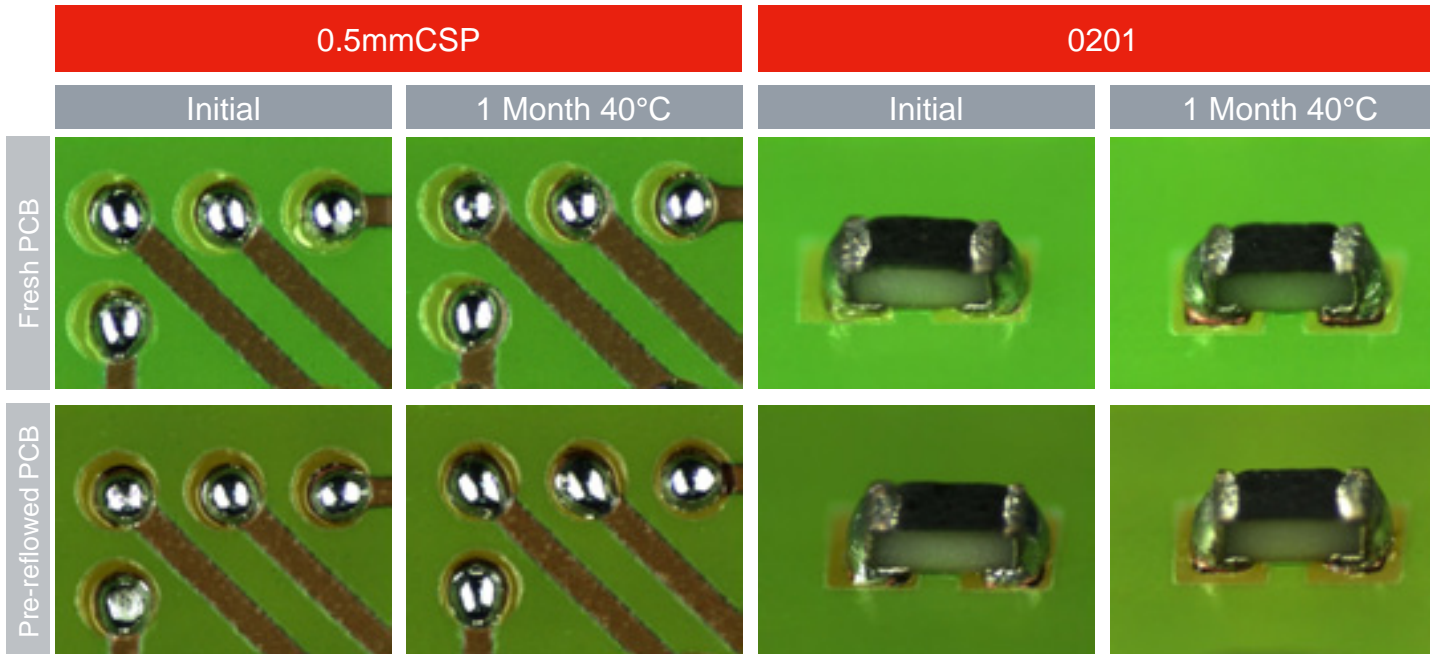 0.5mmCSP
0201
Initial
1 Month 40°C
Initial
1 Month 40°C
Fresh PCB
Pre-reflowed PCB